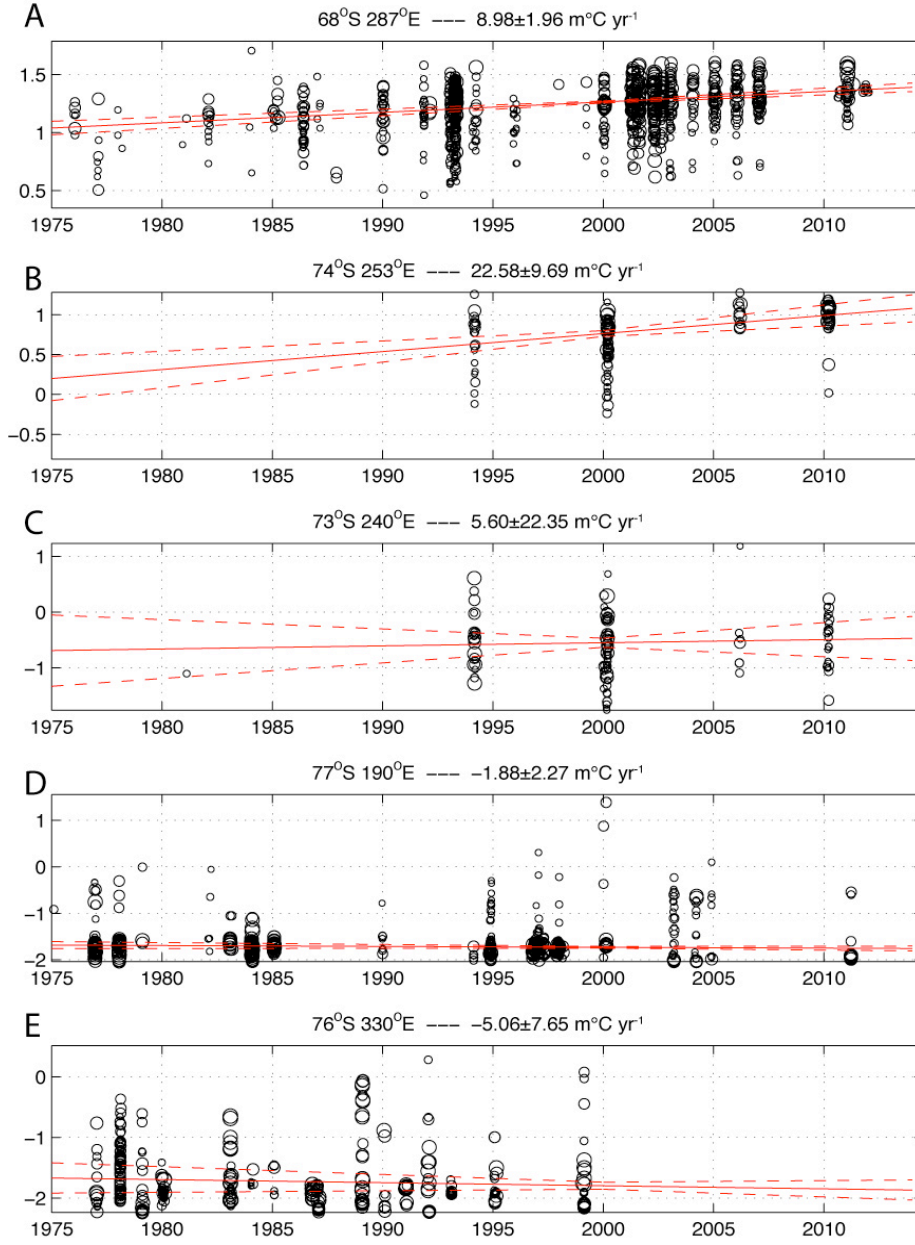 A
68°S 287°E --- 8.98±1.96 m°C yr-1
1.5
1
0.5
1975 1980 1985 1990 1995 2000 2005 2010
B
74°S 253°E --- 22.58±9.69 m°C yr-1
1
0.5
0
−0.5
1975 1980 1985 1990 1995 2000 2005 2010
C
73°S 240°E --- 5.60±22.35 m°C yr-1
1
0
−1
1975 1980 1985 1990 1995 2000 2005 2010
D
77°S 190°E --- −1.88±2.27 m°C yr-1
1
0
−1
−2
1975 1980 1985 1990 1995 2000 2005 2010
E
76°S 330°E --- −5.06±7.65 m°C yr-1
0
−1
−2
1975 1980 1985 1990 1995 2000 2005 2010